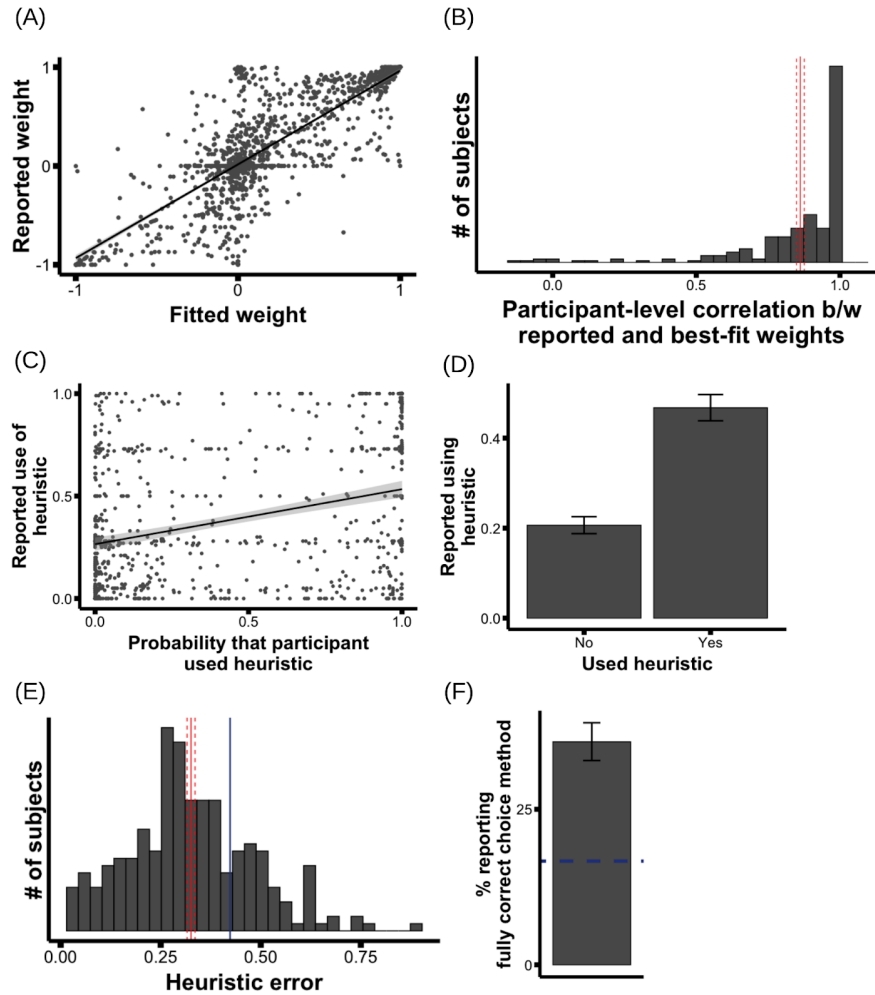 (A)
Reported weight
1
0
-1
-1
0
1
Fitted weight
(B)
# of subjects
0.0
0.5
1.0
Participant-level correlation b/w
reported and best-fit weights
(C)
Reported use of
heuristic
1.0
0.5
0.0
0.0
0.5
1.0
Probability that participant
used heuristic
(D)
Reported using
heuristic
0.4
0.2
0.0
No
Yes
Used heuristic
(E)
# of subjects
0.00
0.25
0.50
0.75
Heuristic error
(F)
% reporting
fully correct choice method
25
0